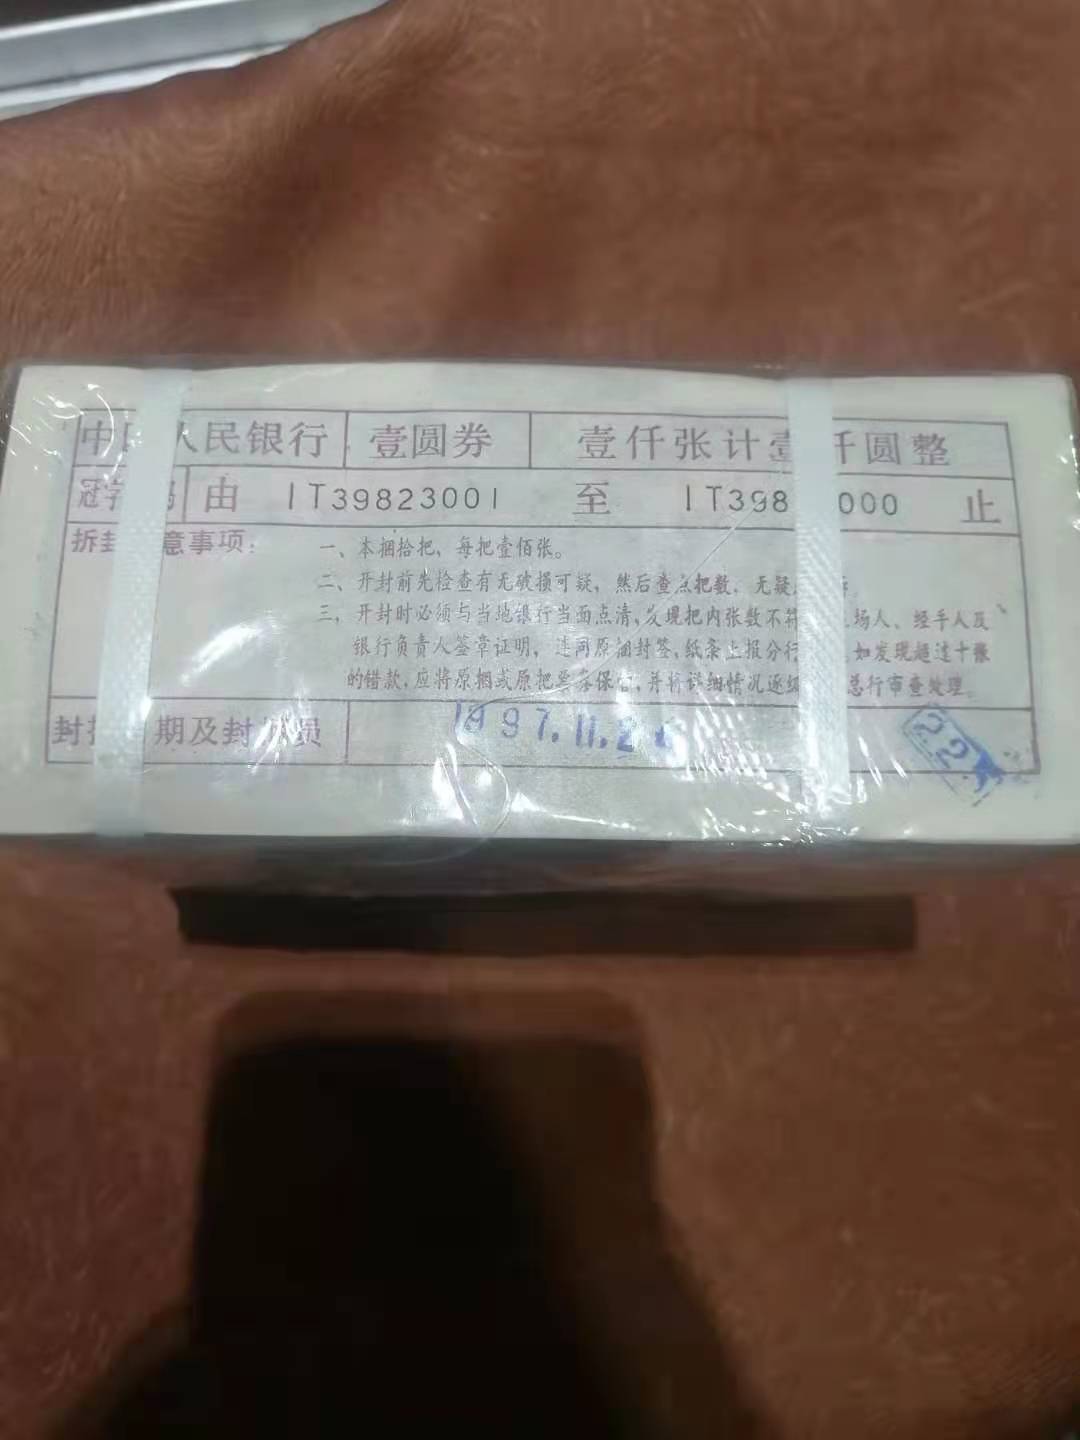 人民银行 壹圆券 壹仟张计壹仟圆整
由 IT39823001 至 IT398 000 止
拆封 意事项：
一、本捆拾把，每把壹佰张。
二、开封前先检查有无破损可疑，然后查点把数，无疑
三、开封时必须与当地银行当面点清，发现把内张数不符 场人、经手人及
银行负责人签章证明，连同原捆封签，纸条上报分行 如发现超过十张
的错款，应将原捆或原把票券保管，并将详细情况逐级 总行审查处理。
封 期及封 员 1997.11.2
22